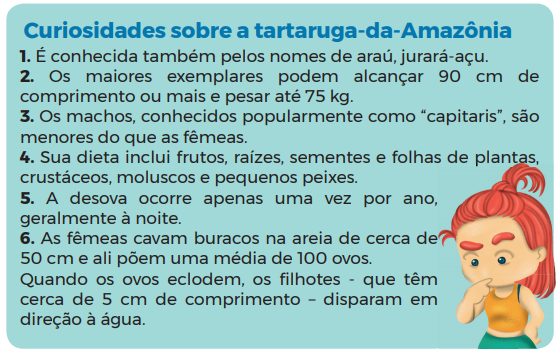 Curiosidades sobre a tartaruga-da-Amazônia
1. É conhecida também pelos nomes de araú, jurará-açu.
2. Os maiores exemplares podem alcançar 90 cm de
comprimento ou mais e pesar até 75 kg.
3. Os machos, conhecidos popularmente como “capitaris”, são
menores do que as fêmeas.
4. Sua dieta inclui frutos, raízes, sementes e folhas de plantas,
crustáceos, moluscos e pequenos peixes.
5. A desova ocorre apenas uma vez por ano,
geralmente à noite.
6. As fêmeas cavam buracos na areia de cerca de
50 cm e ali põem uma média de 100 ovos.
Quando os ovos eclodem, os filhotes - que têm
cerca de 5 cm de comprimento – disparam em
direção à água.